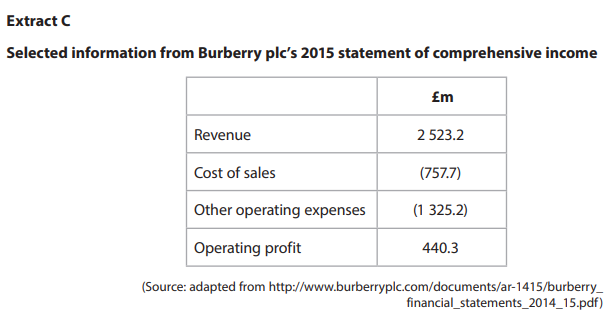 Extract C
Selected information from Burberry plc's 2015 statement of comprehensive income
£m
Revenue 2 523.2
Cost of sales (757.7)
Other operating expenses (1 325.2)
Operating profit 440.3
(Source: adapted from http://www.burberryplc.com/documents/ar-1415/burberry_
financial_statements_2014_15.pdf)